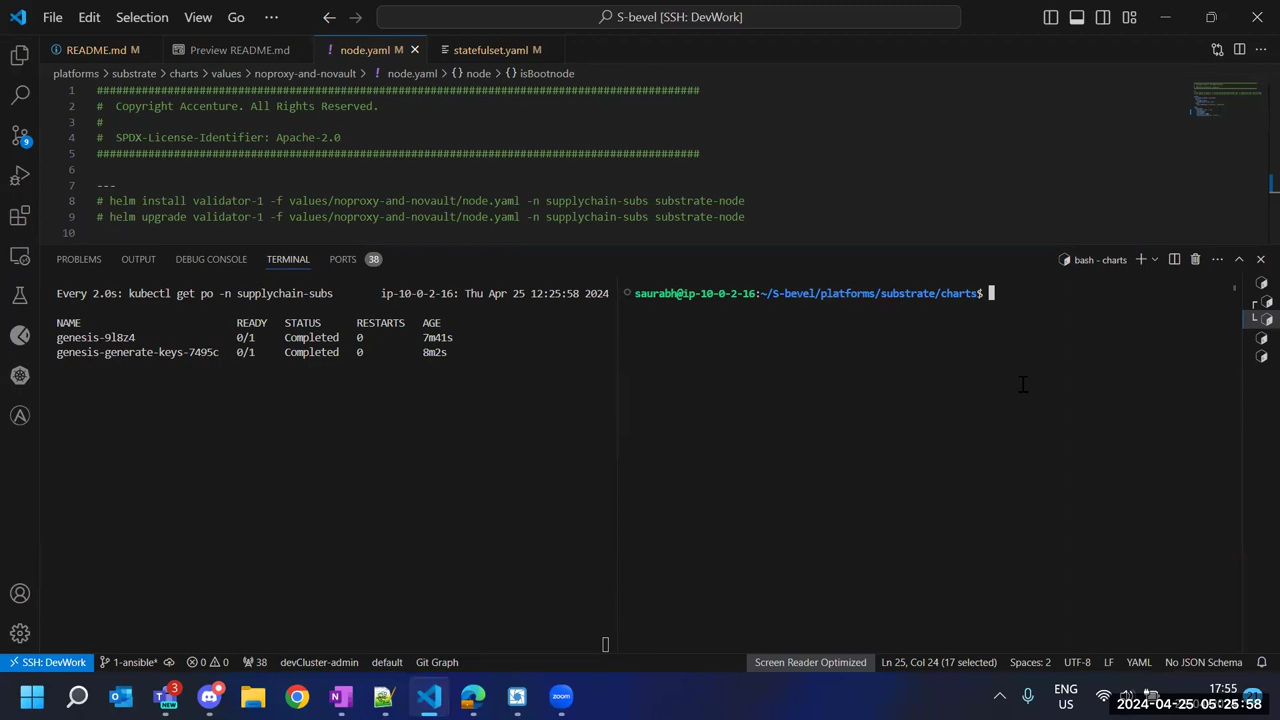 File Edit Selection View Go ··· S-bevel [SSH: DevWork]
README.md M Preview README.md node.yaml M statefulset.yaml M
platforms > substrate > charts > values > noproxy-and-novault > node.yaml > {} node > isBootnode
1 ##############################################################################################
2 # Copyright Accenture. All Rights Reserved.
3 #
4 # SPDX-License-Identifier: Apache-2.0
5 ##############################################################################################
6
7 ---
8 # helm install validator-1 -f values/noproxy-and-novault/node.yaml -n supplychain-subs substrate-node
9 # helm upgrade validator-1 -f values/noproxy-and-novault/node.yaml -n supplychain-subs substrate-node
10
PROBLEMS OUTPUT DEBUG CONSOLE TERMINAL PORTS 38 bash - charts
9
Every 2.0s: kubectl get po -n supplychain-subs ip-10-0-2-16: Thu Apr 25 12:25:58 2024
NAME READY STATUS RESTARTS AGE
genesis-9l8z4 0/1 Completed 0 7m41s
genesis-generate-keys-7495c 0/1 Completed 0 8m2s
saurabh@ip-10-0-2-16:~/S-bevel/platforms/substrate/charts$
SSH: DevWork 1-ansible* 0 0 38 devCluster-admin default Git Graph Screen Reader Optimized Ln 25, Col 24 (17 selected) Spaces: 2 UTF-8 LF YAML No JSON Schema
3 NEW zoom ENG US 17:55
2024-04-25 05:25:58